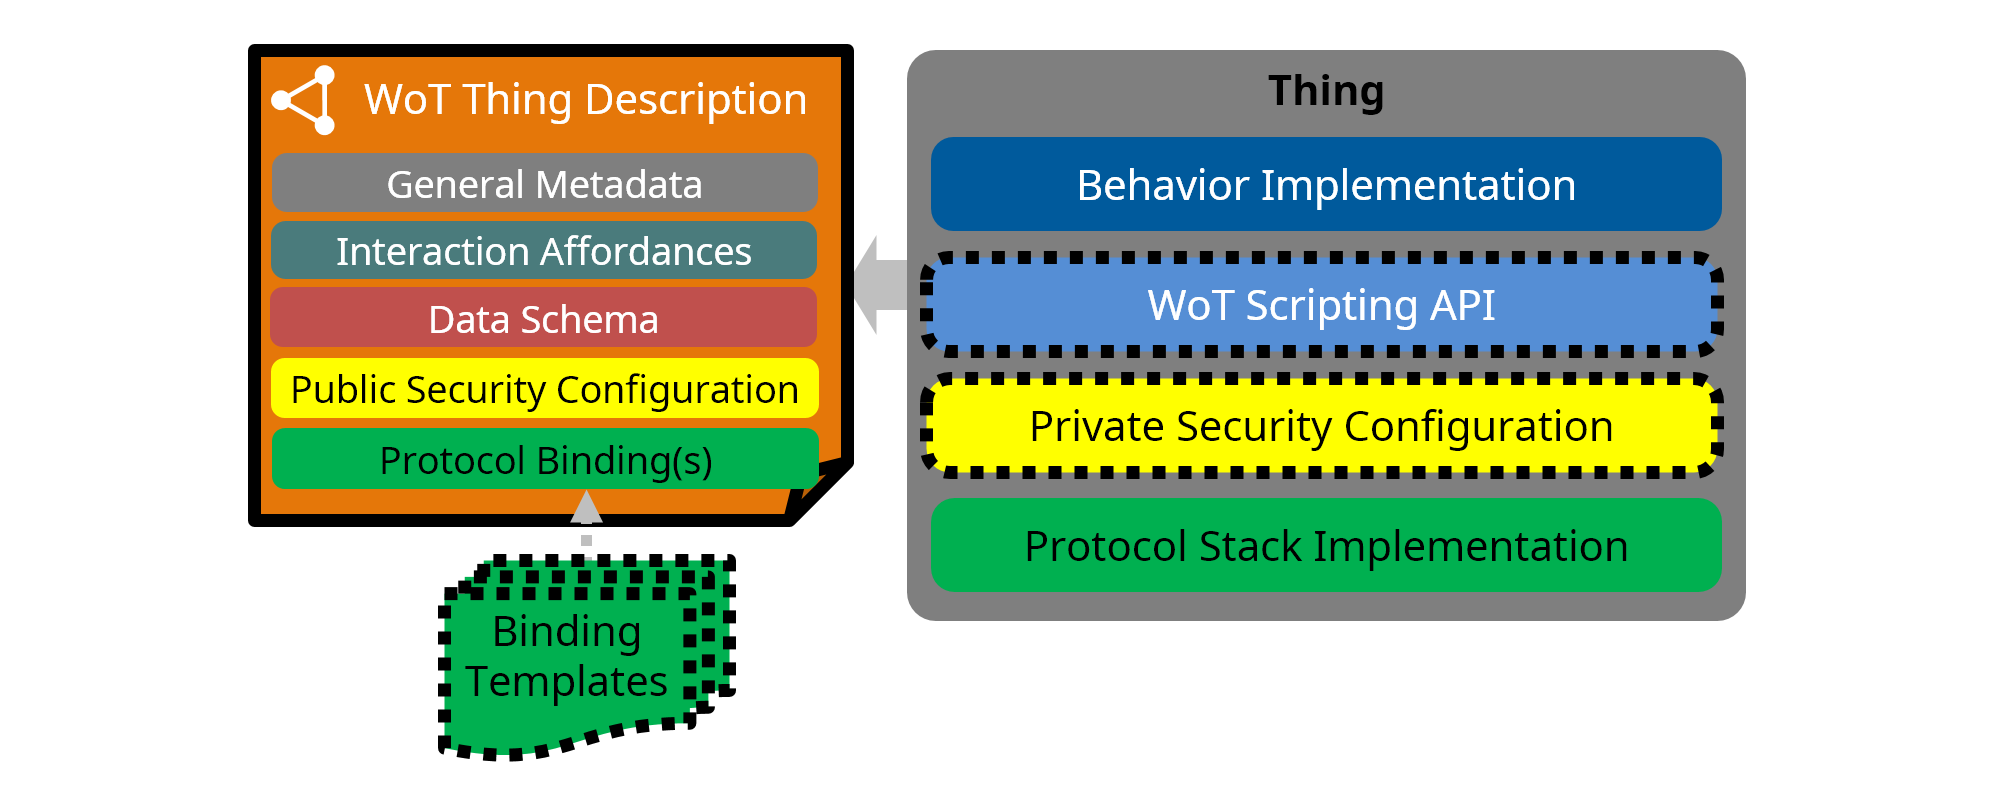 WoT Thing Description
General Metadata
Interaction Affordances
Data Schema
Public Security Configuration
Protocol Binding(s)
Binding
Templates
Thing
Behavior Implementation
WoT Scripting API
Private Security Configuration
Protocol Stack Implementation